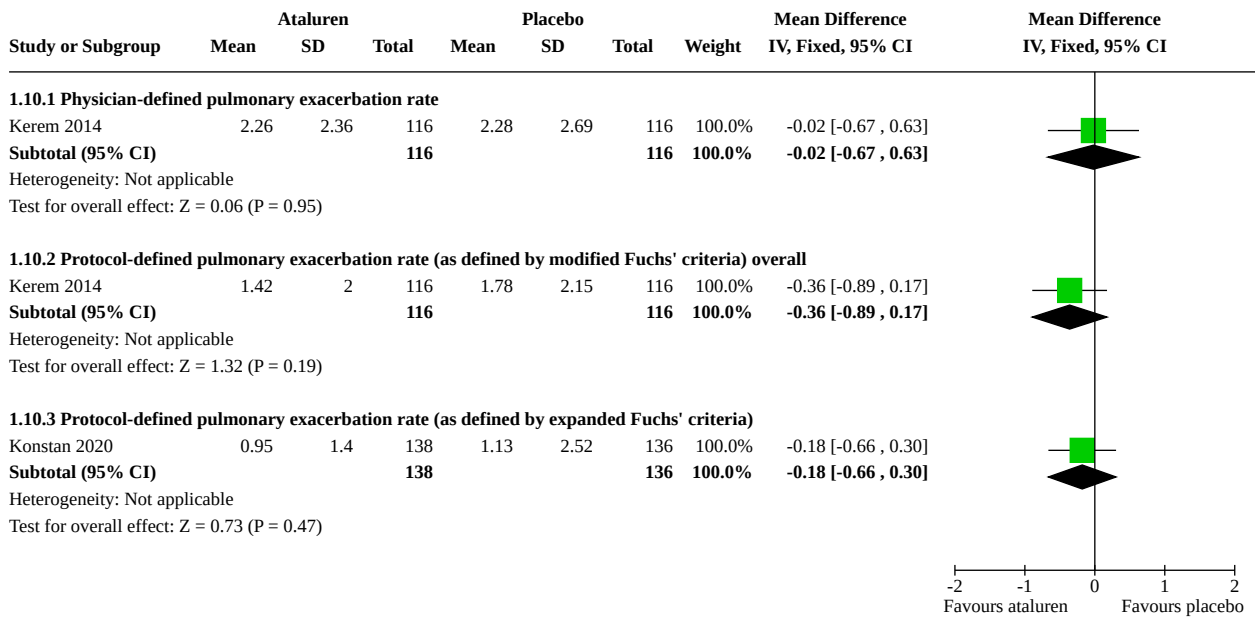 Ataluren Placebo Mean Difference Mean Difference
Study or Subgroup Mean SD Total Mean SD Total Weight IV, Fixed, 95% CI IV, Fixed, 95% CI
1.10.1 Physician-defined pulmonary exacerbation rate
Kerem 2014 2.26 2.36 116 2.28 2.69 116 100.0% -0.02 [-0.67 , 0.63]
Subtotal (95% CI) 116 116 100.0% -0.02 [-0.67 , 0.63]
Heterogeneity: Not applicable
Test for overall effect: Z = 0.06 (P = 0.95)
1.10.2 Protocol-defined pulmonary exacerbation rate (as defined by modified Fuchs' criteria) overall
Kerem 2014 1.42 2 116 1.78 2.15 116 100.0% -0.36 [-0.89 , 0.17]
Subtotal (95% CI) 116 116 100.0% -0.36 [-0.89 , 0.17]
Heterogeneity: Not applicable
Test for overall effect: Z = 1.32 (P = 0.19)
1.10.3 Protocol-defined pulmonary exacerbation rate (as defined by expanded Fuchs' criteria)
Konstan 2020 0.95 1.4 138 1.13 2.52 136 100.0% -0.18 [-0.66 , 0.30]
Subtotal (95% CI) 138 136 100.0% -0.18 [-0.66 , 0.30]
Heterogeneity: Not applicable
Test for overall effect: Z = 0.73 (P = 0.47)
-2 -1 0 1 2
Favours ataluren Favours placebo